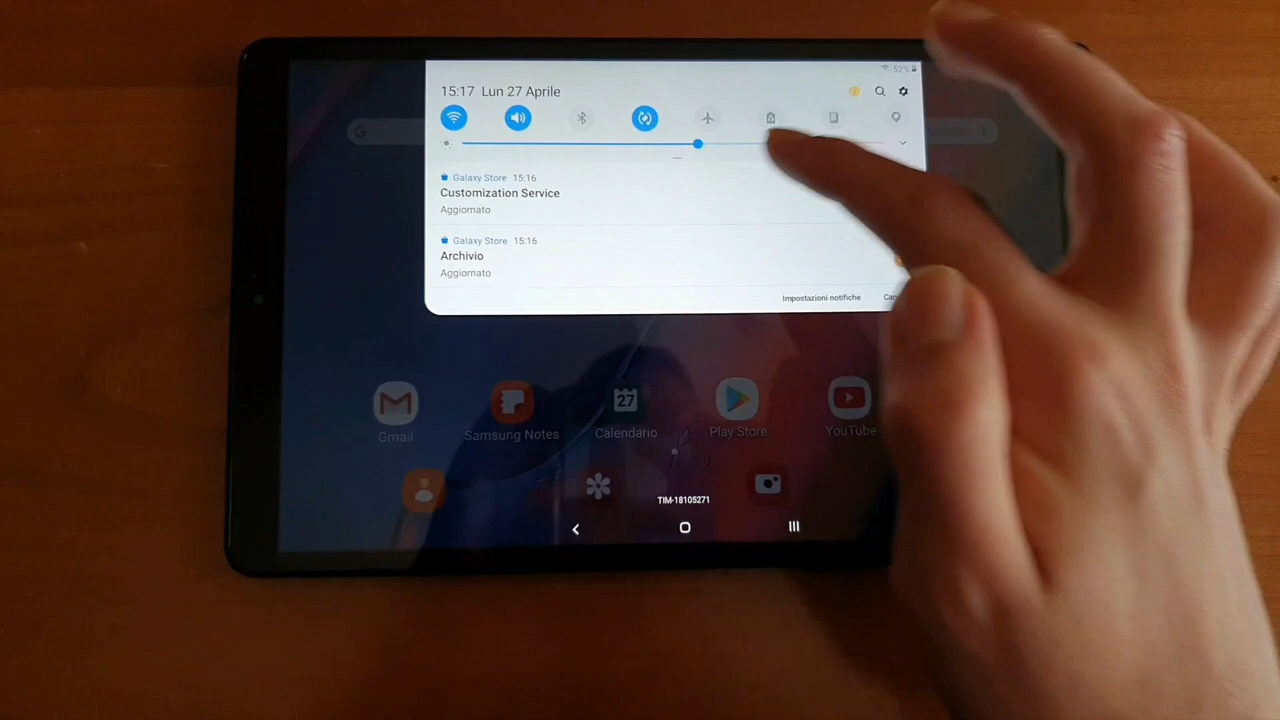 52%
15:17 Lun 27 Aprile
Galaxy Store 15:16
Customization Service
Aggiornato
Galaxy Store 15:16
Archivio
Aggiornato
Impostazioni notifiche
Gmail
Samsung Notes
27
Calendario
Play Store
YouTube
TIM-18105271